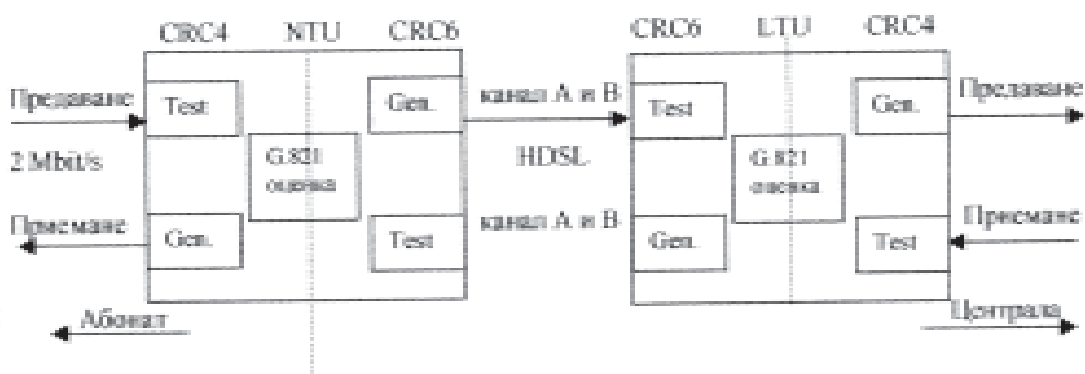 CRC4 NTU CRC6 CRC6 LTU CRC4
Предаване Test Gen. канал А и В Test Gen. Предаване
2 Mbit/s G.821 HDSL G.821
оценка оценка
Приемане Gen. Test канал А и В Gen. Test Приемане
Абонат Централа